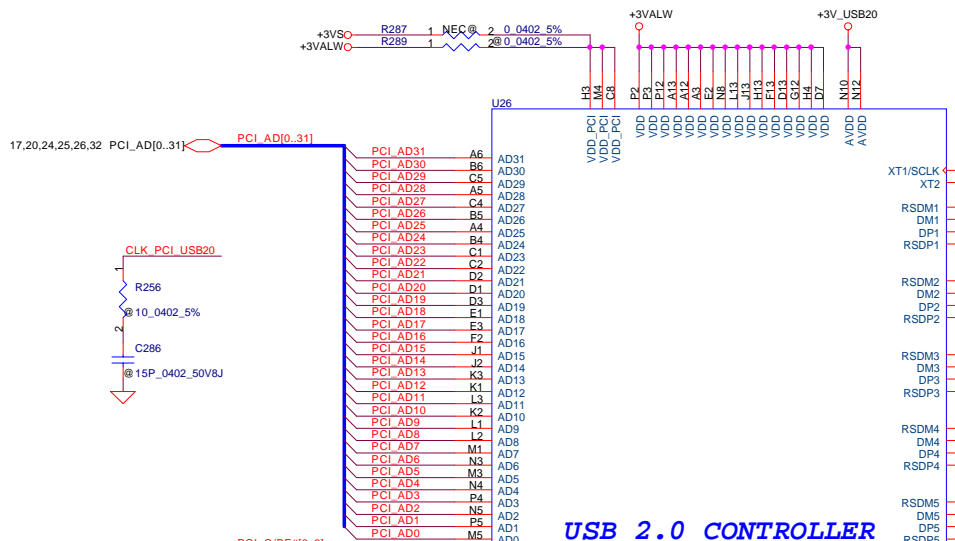 +3VALW
+3V_USB20
+3VS R287 1 NEC@ 2 0_0402_5%
+3VALW R289 1 2@ 0_0402_5%
H3 M4 C8 P2 P3 P12 A13 A12 A3 E2 N8 L13 J13 H13 F13 D13 G12 H4 D7 N10 N12
U26
VDD_PCI VDD_PCI VDD_PCI VDD VDD VDD VDD VDD VDD VDD VDD VDD VDD VDD VDD VDD VDD VDD VDD AVDD AVDD
17,20,24,25,26,32 PCI_AD[0..31] PCI_AD[0..31]
PCI_AD31 A6 AD31
PCI_AD30 B6 AD30
PCI_AD29 C5 AD29
PCI_AD28 A5 AD28
PCI_AD27 C4 AD27
PCI_AD26 B5 AD26
PCI_AD25 A4 AD25
PCI_AD24 B4 AD24
PCI_AD23 C1 AD23
PCI_AD22 C2 AD22
PCI_AD21 D2 AD21
PCI_AD20 D1 AD20
PCI_AD19 D3 AD19
PCI_AD18 E1 AD18
PCI_AD17 E3 AD17
PCI_AD16 F2 AD16
PCI_AD15 J1 AD15
PCI_AD14 J2 AD14
PCI_AD13 K3 AD13
PCI_AD12 K1 AD12
PCI_AD11 L3 AD11
PCI_AD10 K2 AD10
PCI_AD9 L1 AD9
PCI_AD8 L2 AD8
PCI_AD7 M1 AD7
PCI_AD6 N3 AD6
PCI_AD5 M3 AD5
PCI_AD4 N4 AD4
PCI_AD3 P4 AD3
PCI_AD2 N5 AD2
PCI_AD1 P5 AD1
PCI_AD0 M5 AD0
CLK_PCI_USB20
1
R256
@10_0402_5%
2
C286
@15P_0402_50V8J
XT1/SCLK
XT2
RSDM1
DM1
DP1
RSDP1
RSDM2
DM2
DP2
RSDP2
RSDM3
DM3
DP3
RSDP3
RSDM4
DM4
DP4
RSDP4
RSDM5
DM5
DP5
RSDP5
USB 2.0 CONTROLLER